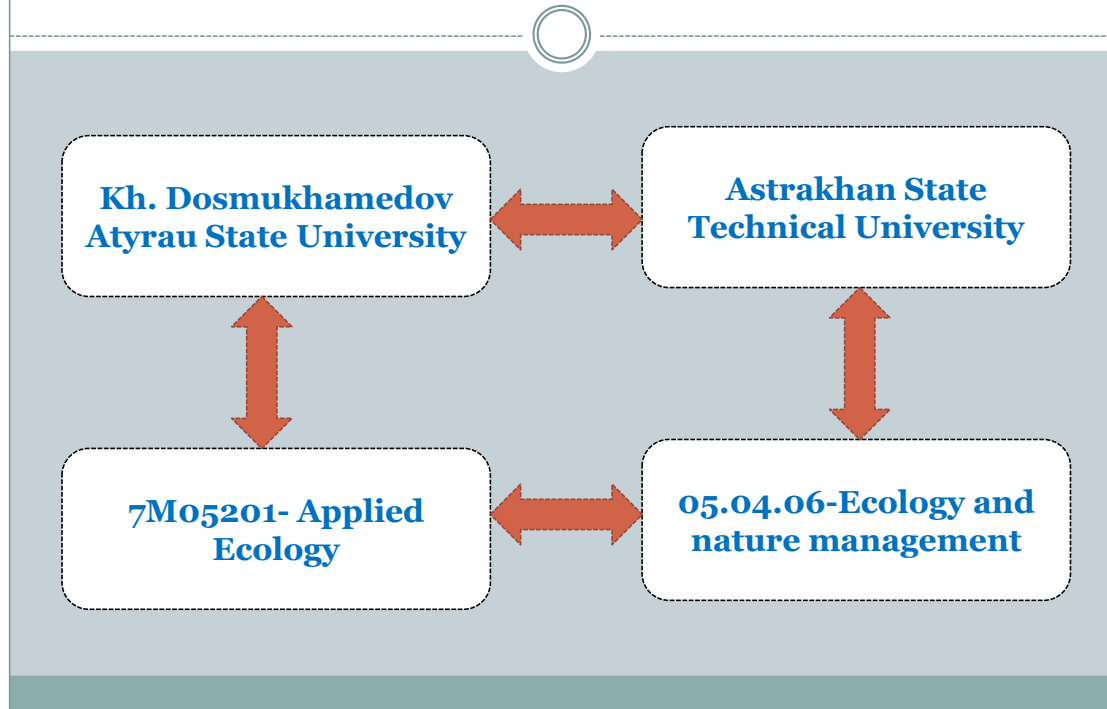 Kh. Dosmukhamedov
Atyrau State University
Astrakhan State
Technical University
7M05201- Applied
Ecology
05.04.06-Ecology and
nature management